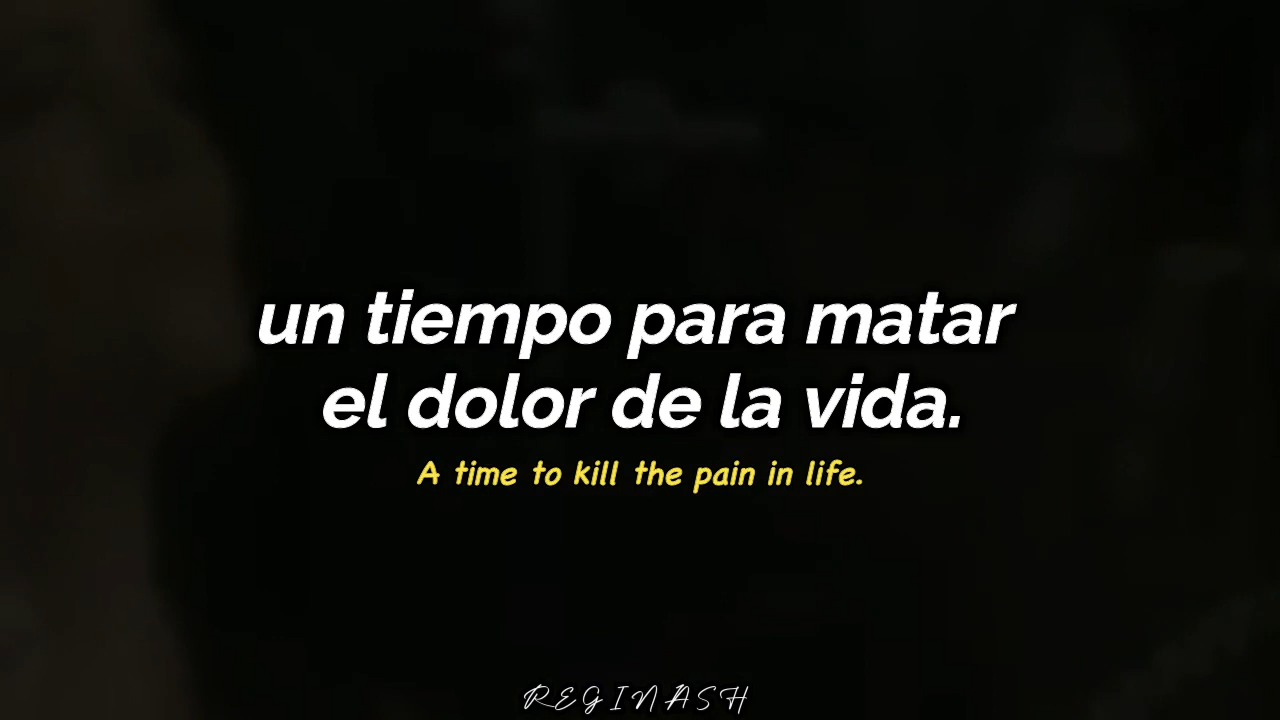 un tiempo para matar
el dolor de la vida.
A time to kill the pain in life.
REGINASH